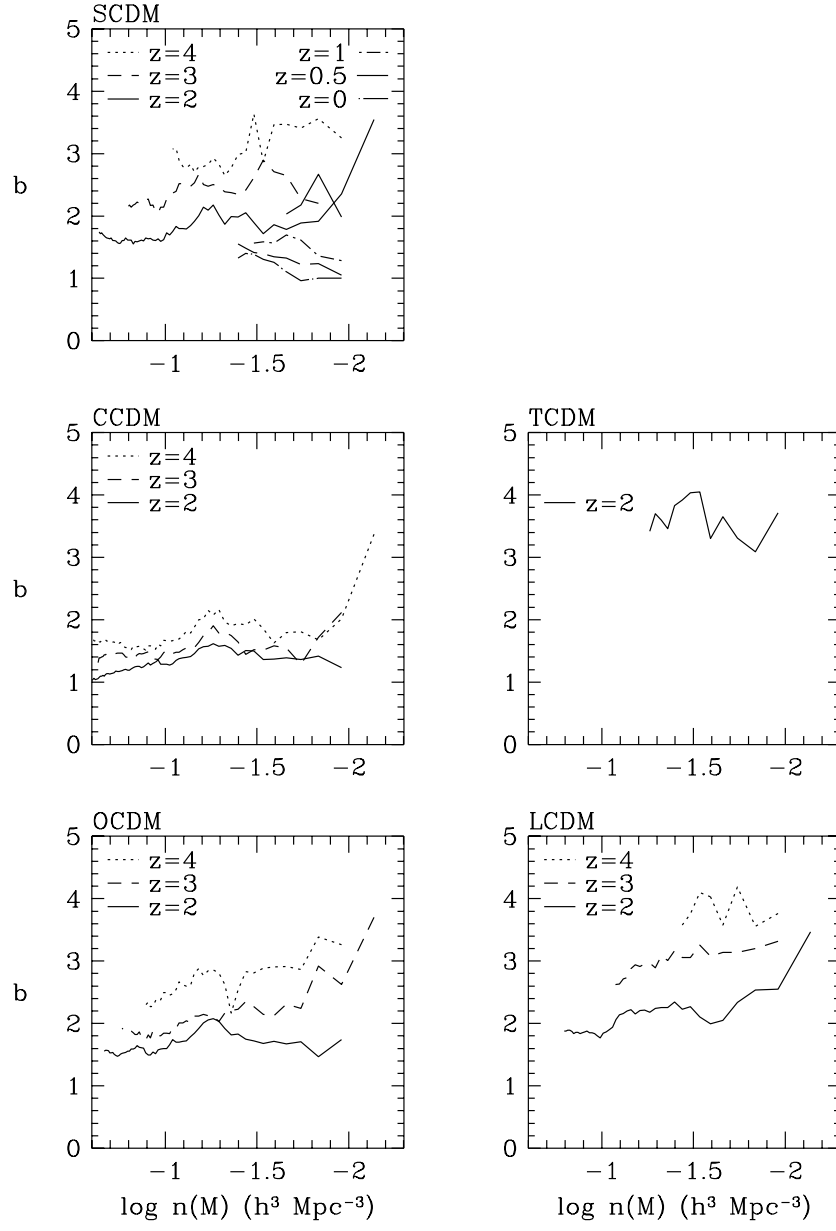 SCDM
5
z=4 z=1
z=3 z=0.5
z=2 z=0
4
3
b
2
1
0
−1 −1.5 −2
CCDM TCDM
5 5
z=4
z=3
z=2 z=2
4 4
3 3
b
2 2
1 1
0 0
−1 −1.5 −2 −1 −1.5 −2
OCDM LCDM
5 5
z=4 z=4
z=3 z=3
z=2 z=2
4 4
3 3
b
2 2
1 1
0 0
−1 −1.5 −2 −1 −1.5 −2
log n(M) (h³ Mpc⁻³) log n(M) (h³ Mpc⁻³)